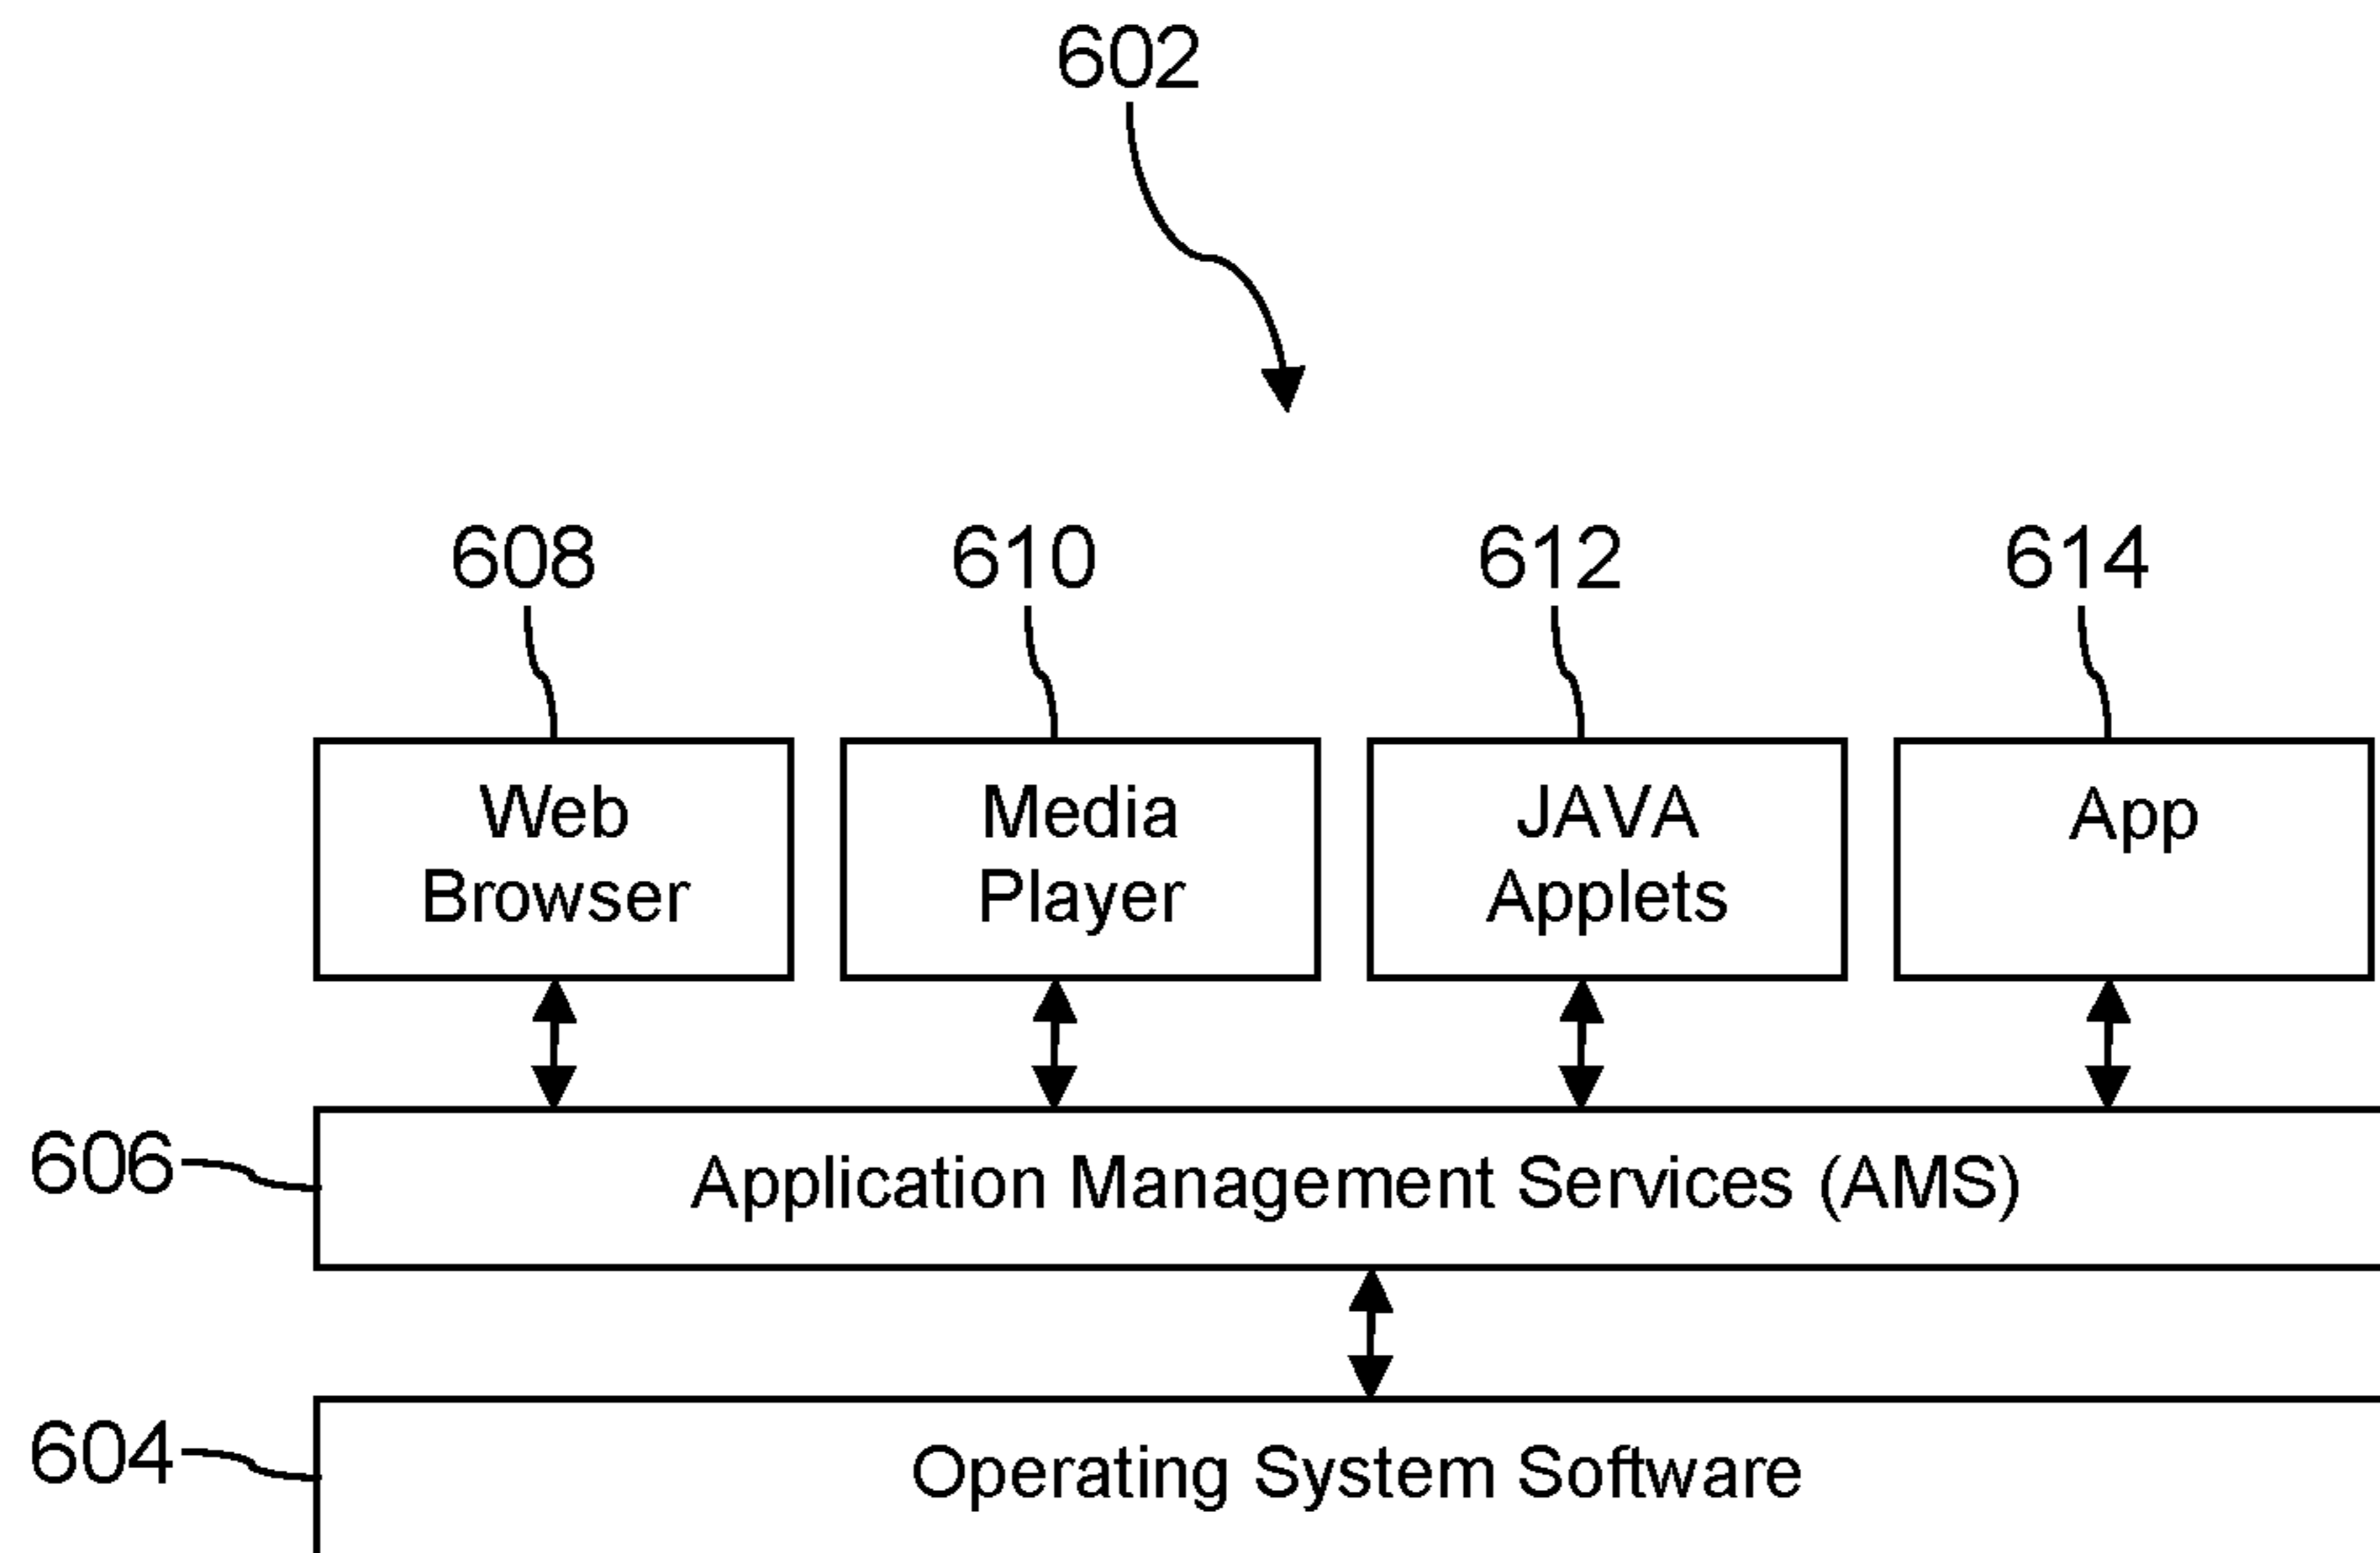 602
608
610
612
614
Web
Browser
Media
Player
JAVA
Applets
App
606
Application Management Services (AMS)
604
Operating System Software